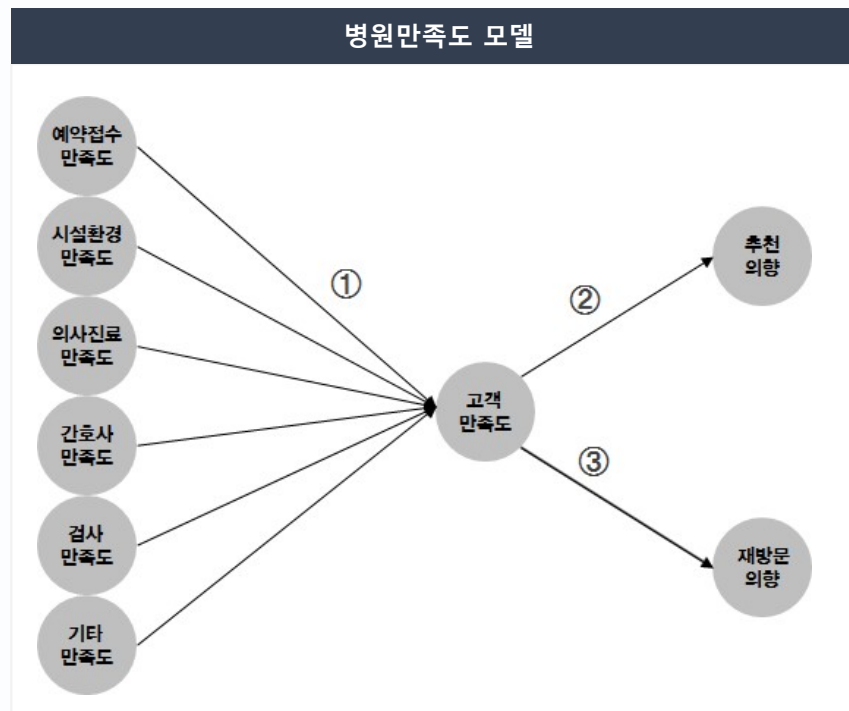 병원만족도 모델
예약접수
만족도
시설환경
만족도
의사진료
만족도
간호사
만족도
검사
만족도
기타
만족도
①
고객
만족도
②
③
추천
의향
재방문
의향